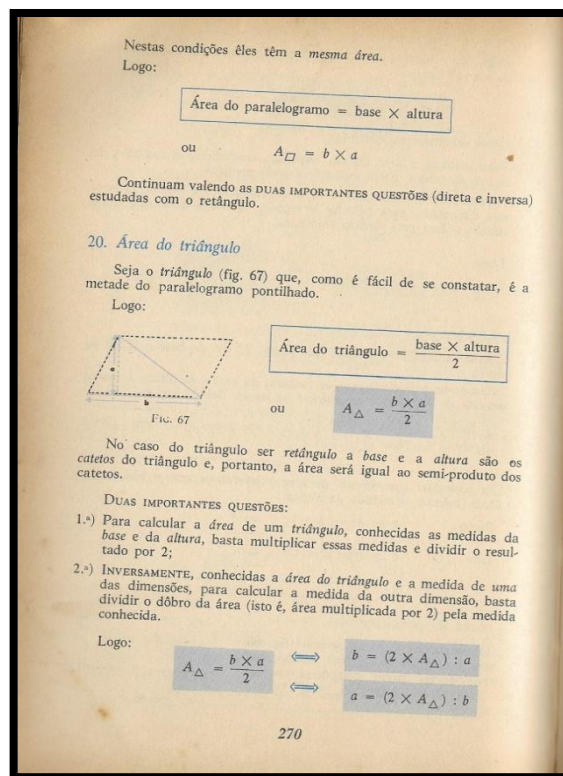 Nestas condições êles têm a mesma área.
Logo:
Área do paralelogramo = base × altura
ou A▱ = b × a
Continuam valendo as DUAS IMPORTANTES QUESTÕES (direta e inversa)
estudadas com o retângulo.
20. Área do triângulo
Seja o triângulo (fig. 67) que, como é fácil de se constatar, é a
metade do paralelogramo pontilhado.
Logo:
Área do triângulo = base × altura / 2
a
b
FIG. 67
ou A△ = b × a / 2
No caso do triângulo ser retângulo a base e a altura são os
catetos do triângulo e, portanto, a área será igual ao semi-produto dos
catetos.
DUAS IMPORTANTES QUESTÕES:
1.ª) Para calcular a área de um triângulo, conhecidas as medidas da
base e da altura, basta multiplicar essas medidas e dividir o resul-
tado por 2;
2.ª) INVERSAMENTE, conhecidas a área do triângulo e a medida de uma
das dimensões, para calcular a medida da outra dimensão, basta
dividir o dôbro da área (isto é, área multiplicada por 2) pela medida
conhecida.
Logo:
A△ = b × a / 2 ⟺ b = (2 × A△) : a
⟺ a = (2 × A△) : b
270